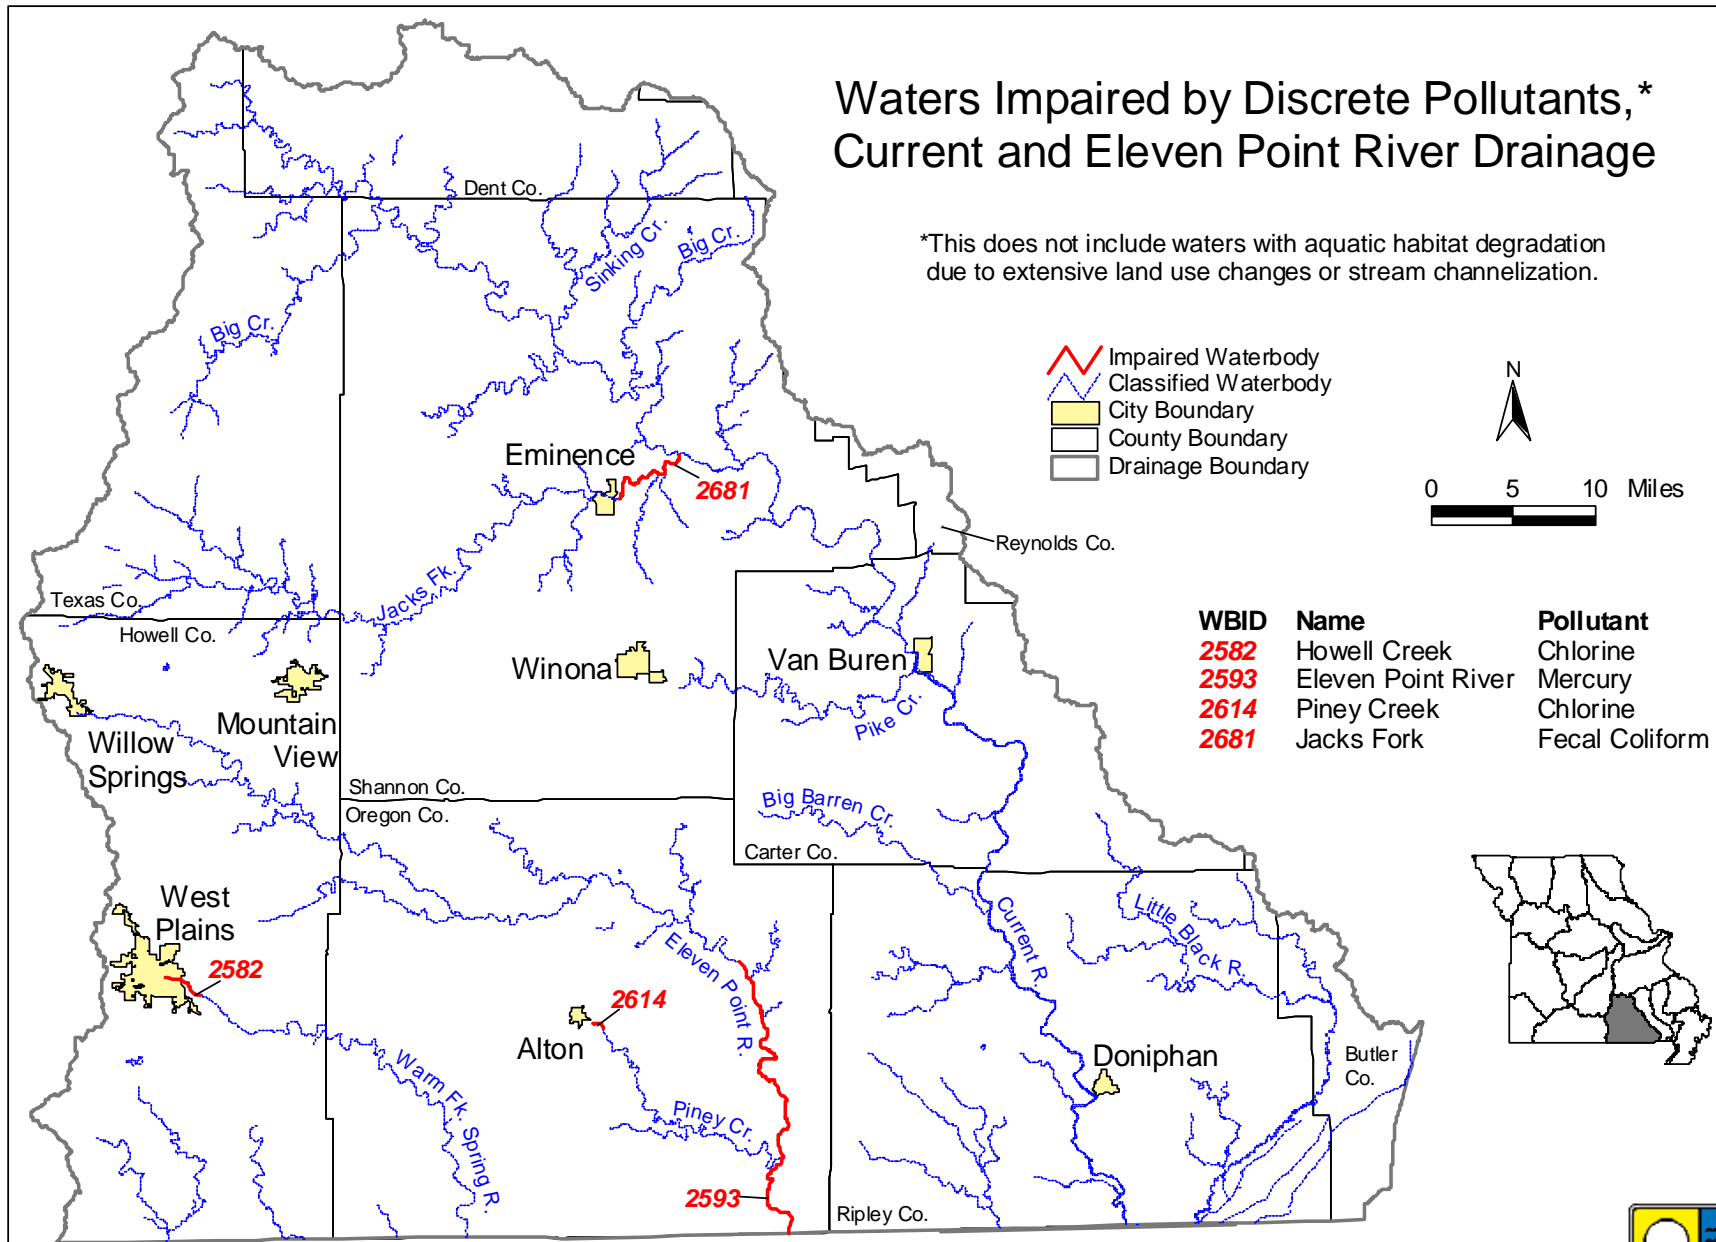 Waters Impaired by Discrete Pollutants,*
Current and Eleven Point River Drainage
*This does not include waters with aquatic habitat degradation
due to extensive land use changes or stream channelization.
Impaired Waterbody
Classified Waterbody
City Boundary
County Boundary
Drainage Boundary
N
0 5 10 Miles
WBID Name Pollutant
2582 Howell Creek Chlorine
2593 Eleven Point River Mercury
2614 Piney Creek Chlorine
2681 Jacks Fork Fecal Coliform
Dent Co.
Sinking Cr.
Big Cr.
Big Cr.
Eminence
2681
Reynolds Co.
Jacks Fk.
Texas Co.
Howell Co.
Winona
Van Buren
Pike Cr.
Mountain
View
Willow
Springs
Shannon Co.
Oregon Co.
Big Barren Cr.
Carter Co.
West
Plains
2582
Eleven Point R.
Current R.
Little Black R.
2614
Alton
Warm Fk. Spring R.
Piney Cr.
2593
Doniphan
Butler
Co.
Ripley Co.